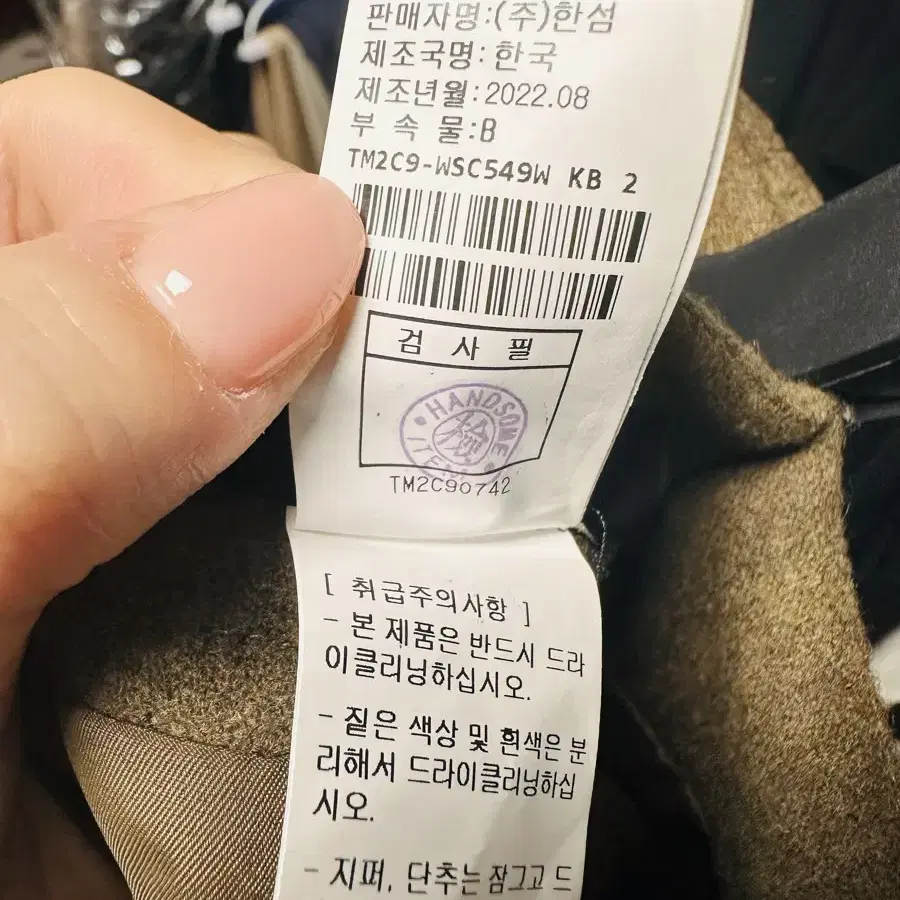 판매자명:(주)한섬
제조국명: 한국
제조년월:2022.08
부 속 물:B
TM2C9-WSC549W KB 2
검 사 필
HANDSOME
ITEM
TM2C90742
[ 취급주의사항 ]
- 본 제품은 반드시 드라
이클리닝하십시오.
- 짙은 색상 및 흰색은 분
리해서 드라이클리닝하십
시오.
- 지퍼, 단추는 잠그고 드